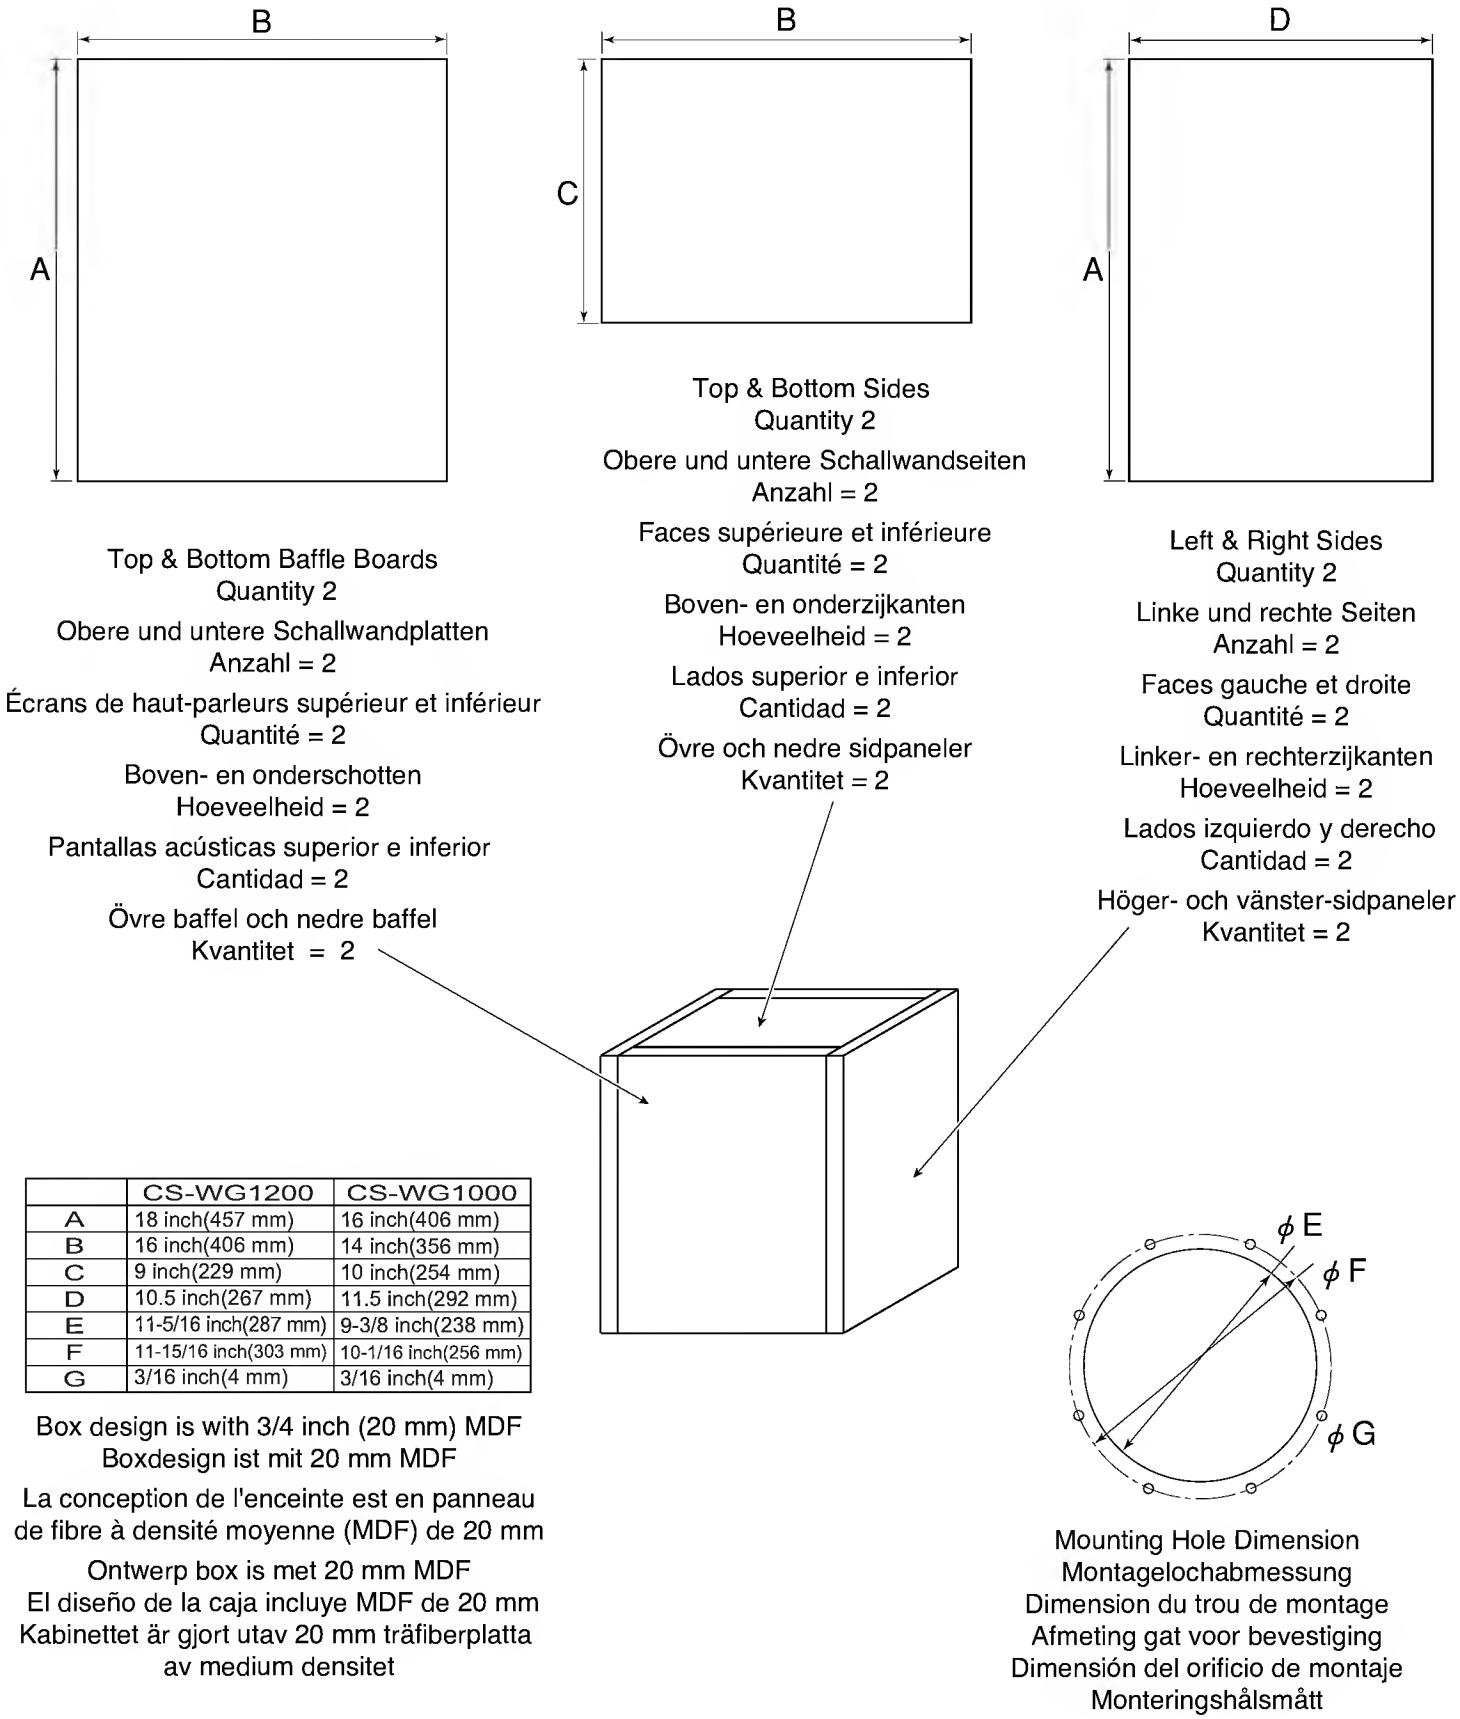 B
A
Top & Bottom Baffle Boards
Quantity 2
Obere und untere Schallwandplatten
Anzahl = 2
Écrans de haut-parleurs supérieur et inférieur
Quantité = 2
Boven- en onderschotten
Hoeveelheid = 2
Pantallas acústicas superior e inferior
Cantidad = 2
Övre baffel och nedre baffel
Kvantitet = 2
B
C
Top & Bottom Sides
Quantity 2
Obere und untere Schallwandseiten
Anzahl = 2
Faces supérieure et inférieure
Quantité = 2
Boven- en onderzijkanten
Hoeveelheid = 2
Lados superior e inferior
Cantidad = 2
Övre och nedre sidpaneler
Kvantitet = 2
D
A
Left & Right Sides
Quantity 2
Linke und rechte Seiten
Anzahl = 2
Faces gauche et droite
Quantité = 2
Linker- en rechterzijkanten
Hoeveelheid = 2
Lados izquierdo y derecho
Cantidad = 2
Höger- och vänster-sidpaneler
Kvantitet = 2
CS-WG1200 CS-WG1000
A 18 inch(457 mm) 16 inch(406 mm)
B 16 inch(406 mm) 14 inch(356 mm)
C 9 inch(229 mm) 10 inch(254 mm)
D 10.5 inch(267 mm) 11.5 inch(292 mm)
E 11-5/16 inch(287 mm) 9-3/8 inch(238 mm)
F 11-15/16 inch(303 mm) 10-1/16 inch(256 mm)
G 3/16 inch(4 mm) 3/16 inch(4 mm)
Box design is with 3/4 inch (20 mm) MDF
Boxdesign ist mit 20 mm MDF
La conception de l'enceinte est en panneau
de fibre à densité moyenne (MDF) de 20 mm
Ontwerp box is met 20 mm MDF
El diseño de la caja incluye MDF de 20 mm
Kabinettet är gjort utav 20 mm träfiberplatta
av medium densitet
ϕ E
ϕ F
ϕ G
Mounting Hole Dimension
Montagelochabmessung
Dimension du trou de montage
Afmeting gat voor bevestiging
Dimensión del orificio de montaje
Monteringshålsmått